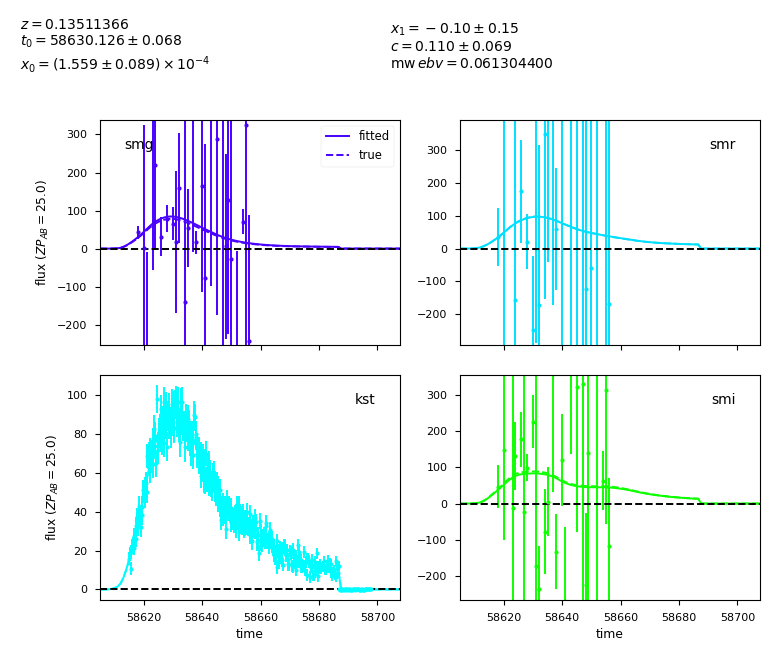 z = 0.13511366
t₀ = 58630.126 ± 0.068
x₀ = (1.559 ± 0.089) × 10⁻⁴
x₁ = −0.10 ± 0.15
c = 0.110 ± 0.069
mw ebv = 0.061304400
smg
fitted
true
300
200
100
0
−100
−200
flux (ZP_AB = 25.0)
smr
300
200
100
0
−100
−200
kst
100
80
60
40
20
0
flux (ZP_AB = 25.0)
58620 58640 58660 58680 58700
time
smi
300
200
100
0
−100
−200
58620 58640 58660 58680 58700
time